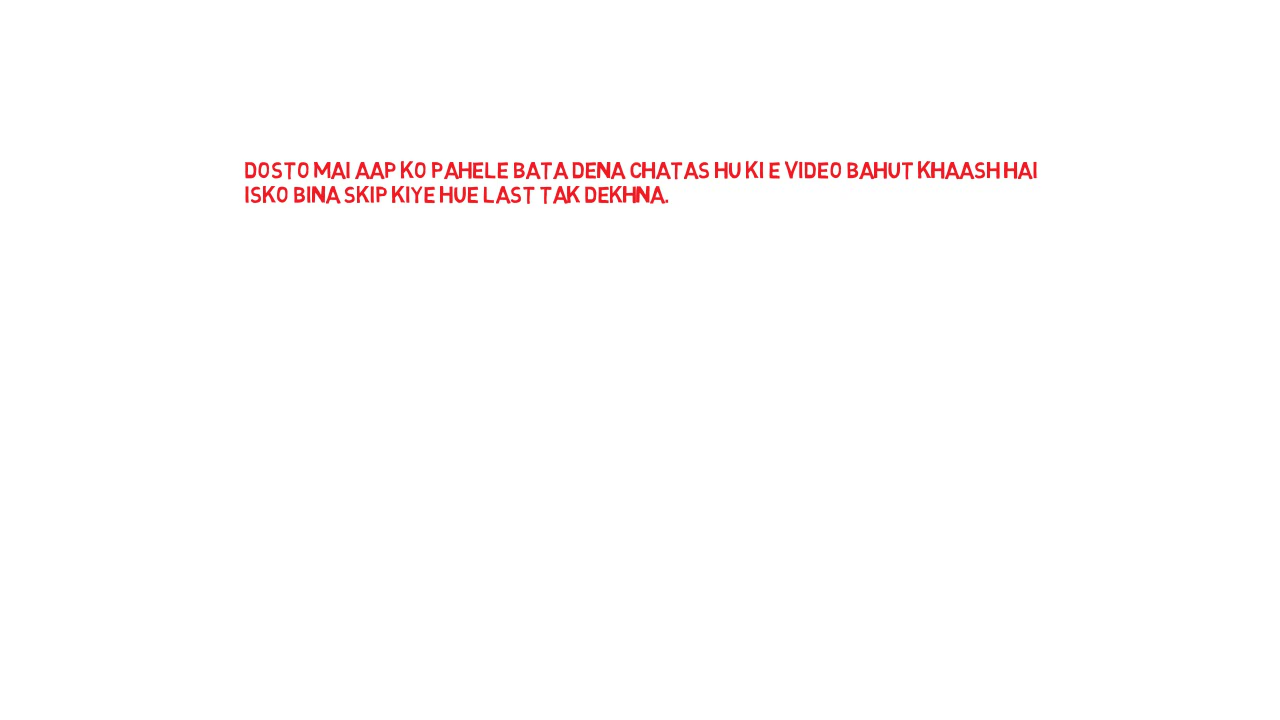 DOSTO MAI AAP KO PAHELE BATA DENA CHATAS HU KI E VIDEO BAHUT KHAASH HAI
ISKO BINA SKIP KIYE HUE LAST TAK DEKHNA.